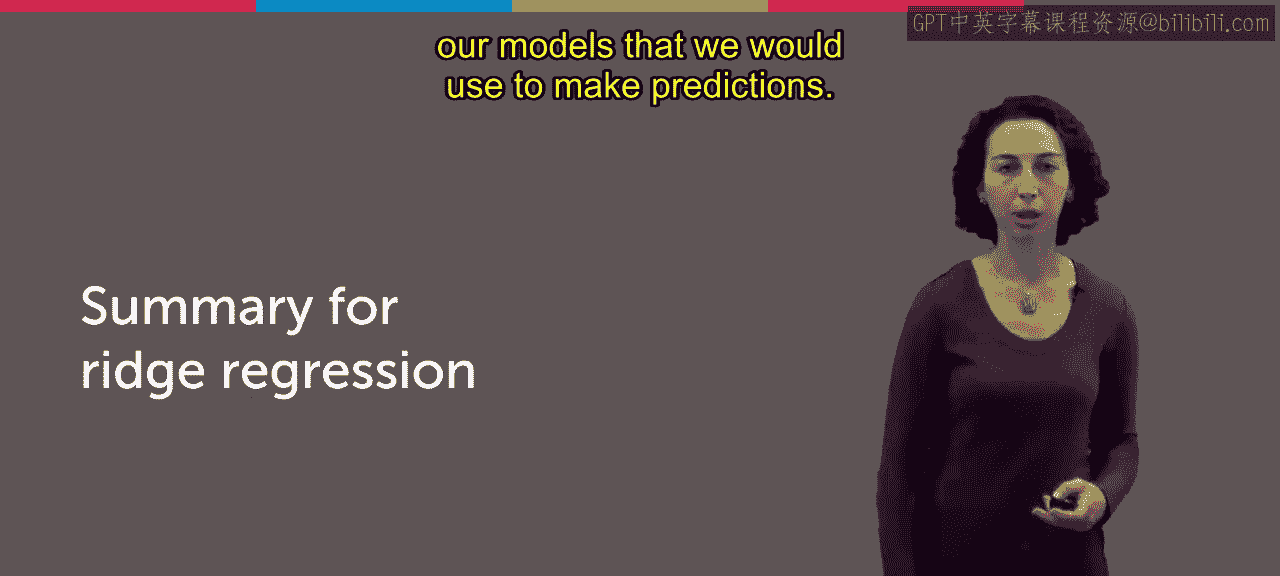 GPT中英字幕课程资源@bilibili.com
our models that we would
use to make predictions.
Summary for
ridge regression